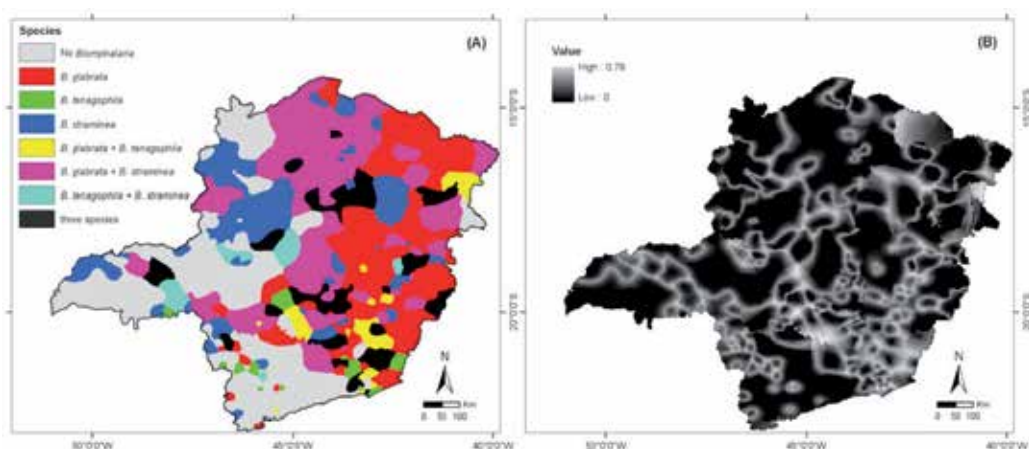 Species
(A)
No Biomphalaria
B. glabrata
B. tenagophila
B. straminea
B. glabrata + B. tenagophila
B. glabrata + B. straminea
B. tenagophila + B. straminea
three species
N
0 50 100 Km
15°0'0"S
20°0'0"S
50°0'0"W
45°0'0"W
40°0'0"W
(B)
Value
High : 0.76
Low : 0
N
0 50 100 Km
15°0'0"S
20°0'0"S
50°0'0"W
45°0'0"W
40°0'0"W